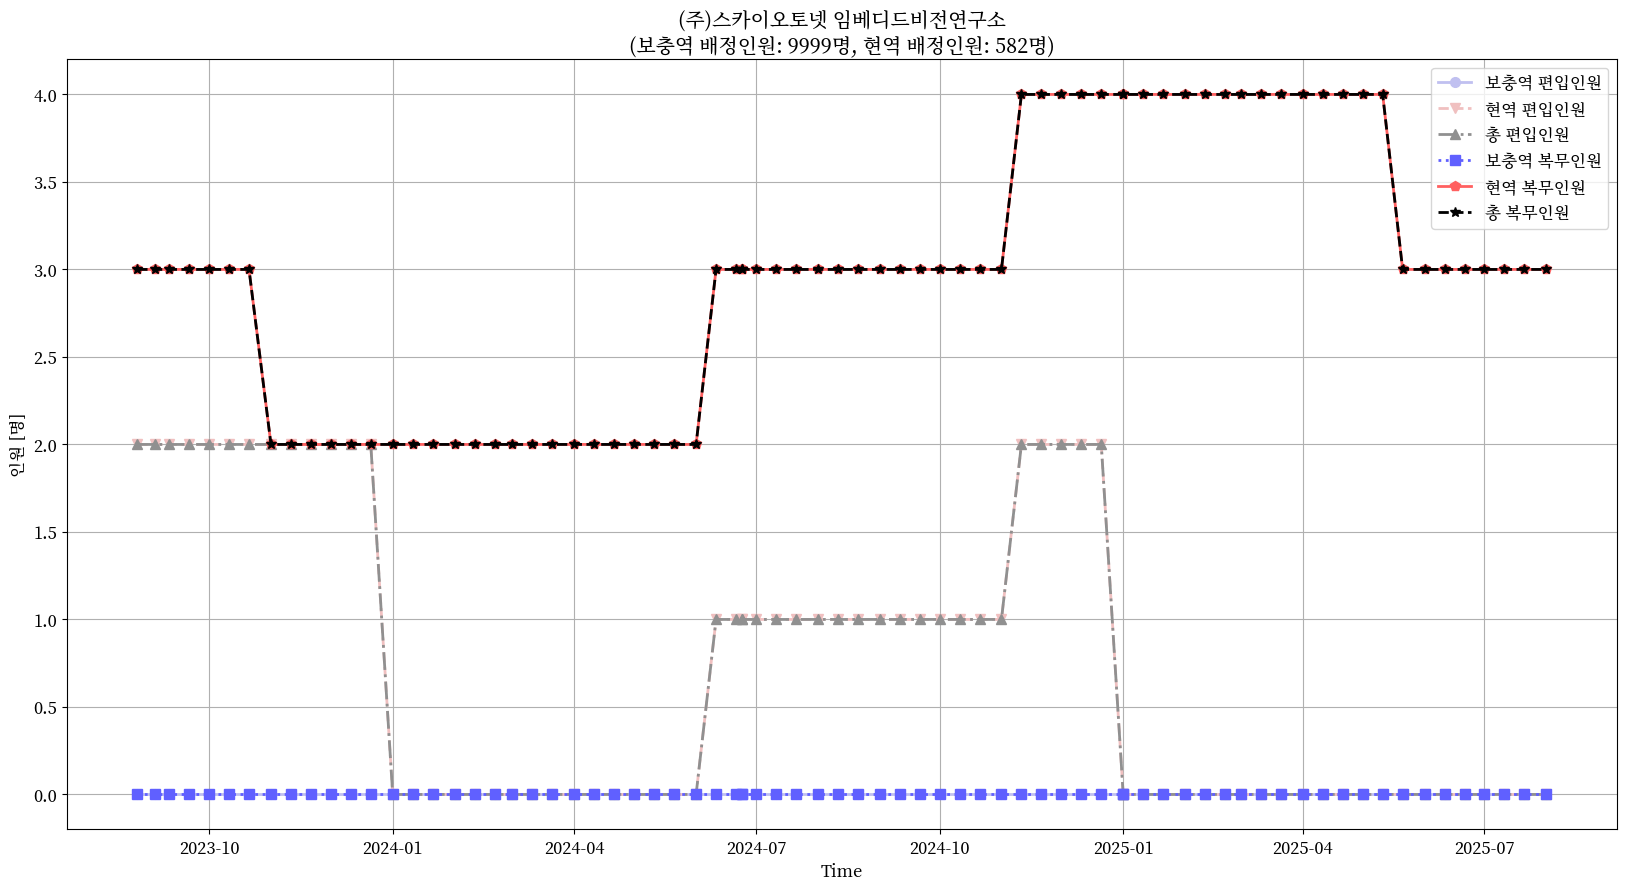 (주)스카이오토넷 임베디드비전연구소
(보충역 배정인원: 9999명, 현역 배정인원: 582명)
보충역 편입인원
현역 편입인원
총 편입인원
보충역 복무인원
현역 복무인원
총 복무인원
인원 [명]
4.0
3.5
3.0
2.5
2.0
1.5
1.0
0.5
0.0
2023-10 2024-01 2024-04 2024-07 2024-10 2025-01 2025-04 2025-07
Time